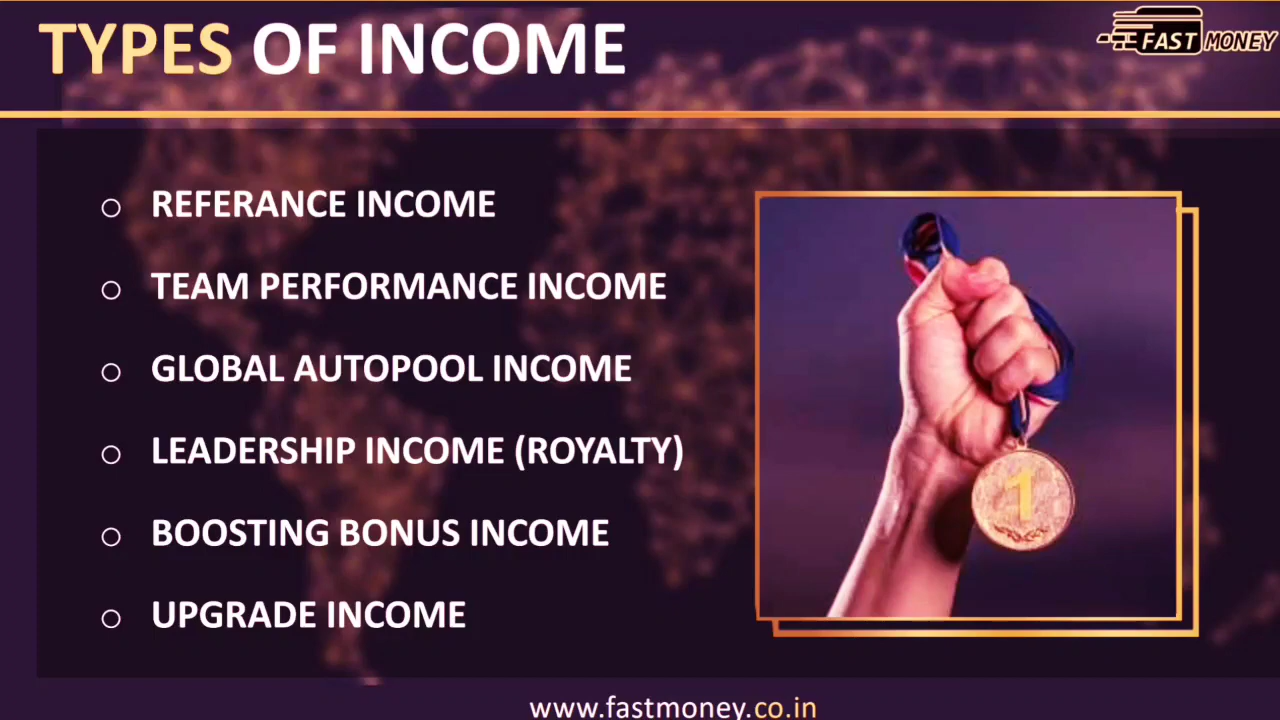 TYPES OF INCOME
FAST MONEY
REFERANCE INCOME
TEAM PERFORMANCE INCOME
GLOBAL AUTOPOOL INCOME
LEADERSHIP INCOME (ROYALTY)
BOOSTING BONUS INCOME
UPGRADE INCOME
1
www.fastmoney.co.in